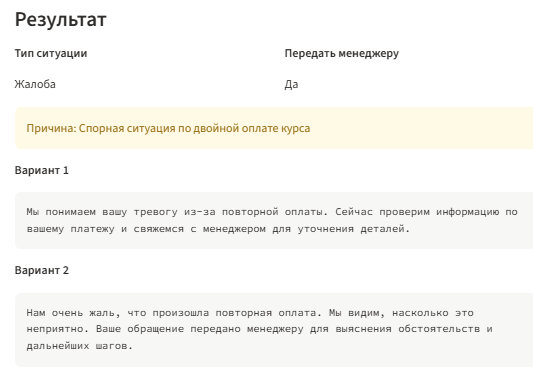 Результат
Тип ситуации Передать менеджеру
Жалоба Да
Причина: Спорная ситуация по двойной оплате курса
Вариант 1
Мы понимаем вашу тревогу из-за повторной оплаты. Сейчас проверим информацию по
вашему платежу и свяжемся с менеджером для уточнения деталей.
Вариант 2
Нам очень жаль, что произошла повторная оплата. Мы видим, насколько это
неприятно. Ваше обращение передано менеджеру для выяснения обстоятельств и
дальнейших шагов.